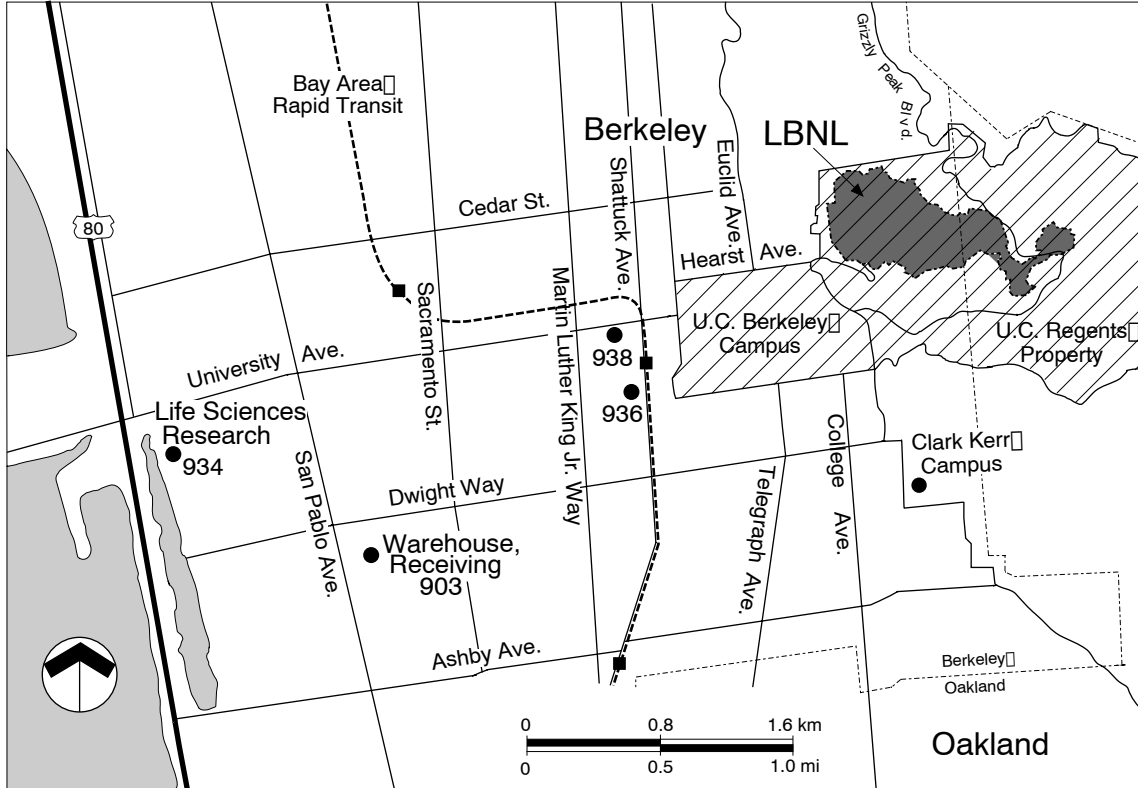 Bay Area
Rapid Transit
Grizzly Peak Blvd.
Berkeley
LBNL
Shattuck Ave.
Euclid Ave.
80
Cedar St.
Hearst Ave.
Martin Luther King Jr. Way
Sacramento St.
U.C. Berkeley
Campus
U.C. Regents
Property
University Ave.
938
936
Life Sciences
Research
934
San Pablo Ave.
College Ave.
Clark Kerr
Campus
Telegraph Ave.
Dwight Way
Warehouse,
Receiving
903
Ashby Ave.
Berkeley
Oakland
0 0.8 1.6 km
0 0.5 1.0 mi
Oakland